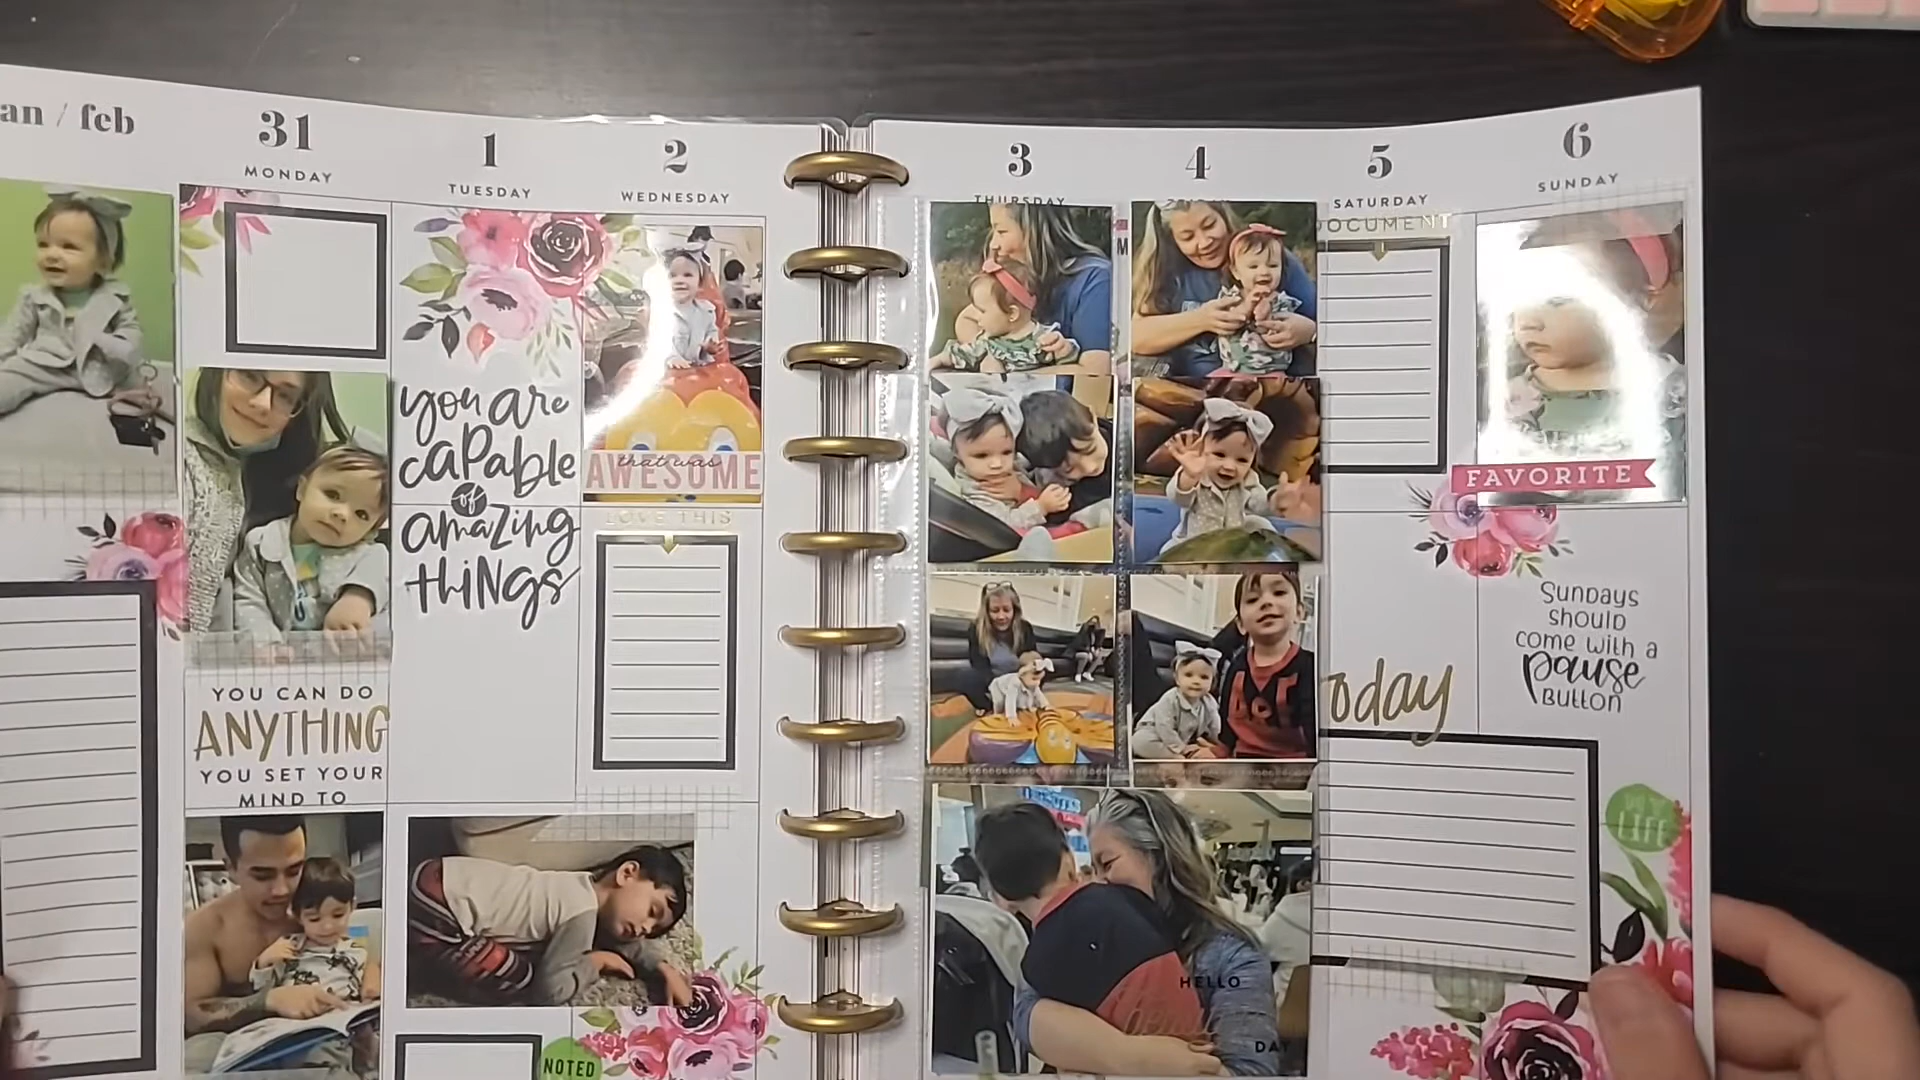 an / feb
31
MONDAY
1
TUESDAY
2
WEDNESDAY
3
THURSDAY
4
5
SATURDAY
6
SUNDAY
YOU CAN DO
ANYTHING
YOU SET YOUR
MIND TO
you are
capable
of
amazing
things
NOTED
that was
AWESOME
LOVE THIS
HELLO
DAY
DOCUMENT
oday
FAVORITE
Sundays
should
come with a
pause
button
LIFE